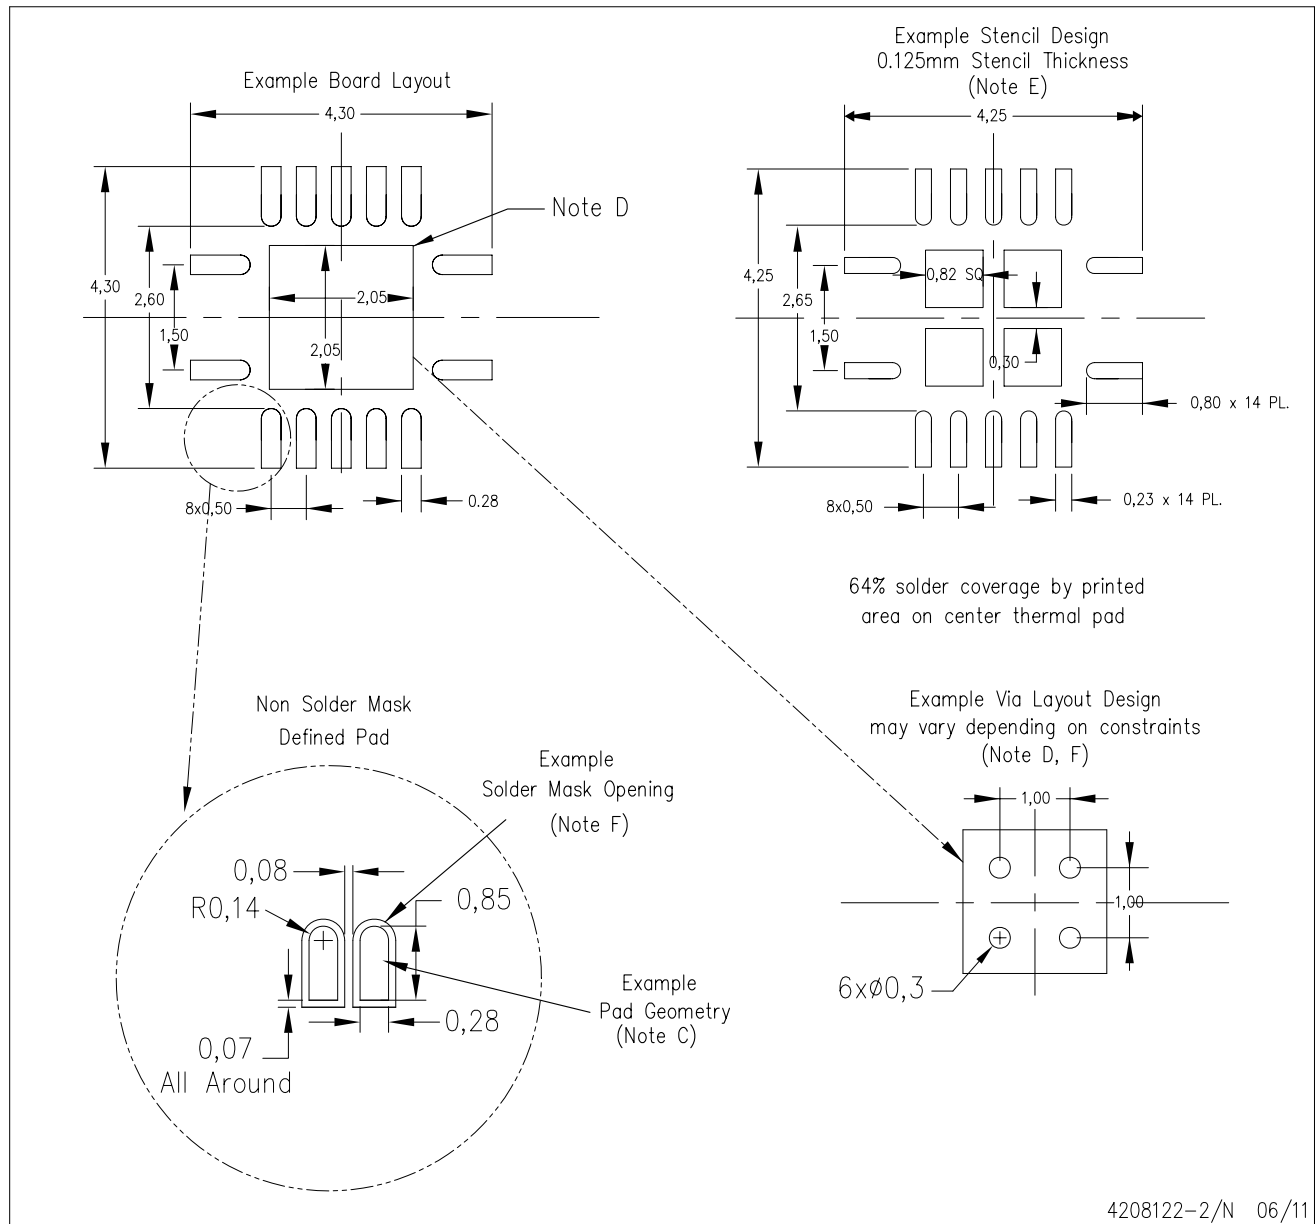 Example Board Layout
4,30
Note D
4,30
2,60
1,50
2,05
2,05
8x0,50
0.28
Example Stencil Design
0.125mm Stencil Thickness
(Note E)
4,25
4,25
2,65
1,50
0,82 SQ
0,30
0,80 x 14 PL.
8x0,50
0,23 x 14 PL.
64% solder coverage by printed
area on center thermal pad
Non Solder Mask
Defined Pad
Example
Solder Mask Opening
(Note F)
0,08
R0,14
0,85
0,28
0,07
All Around
Example
Pad Geometry
(Note C)
Example Via Layout Design
may vary depending on constraints
(Note D, F)
1,00
1,00
6xø0,3
4208122-2/N 06/11